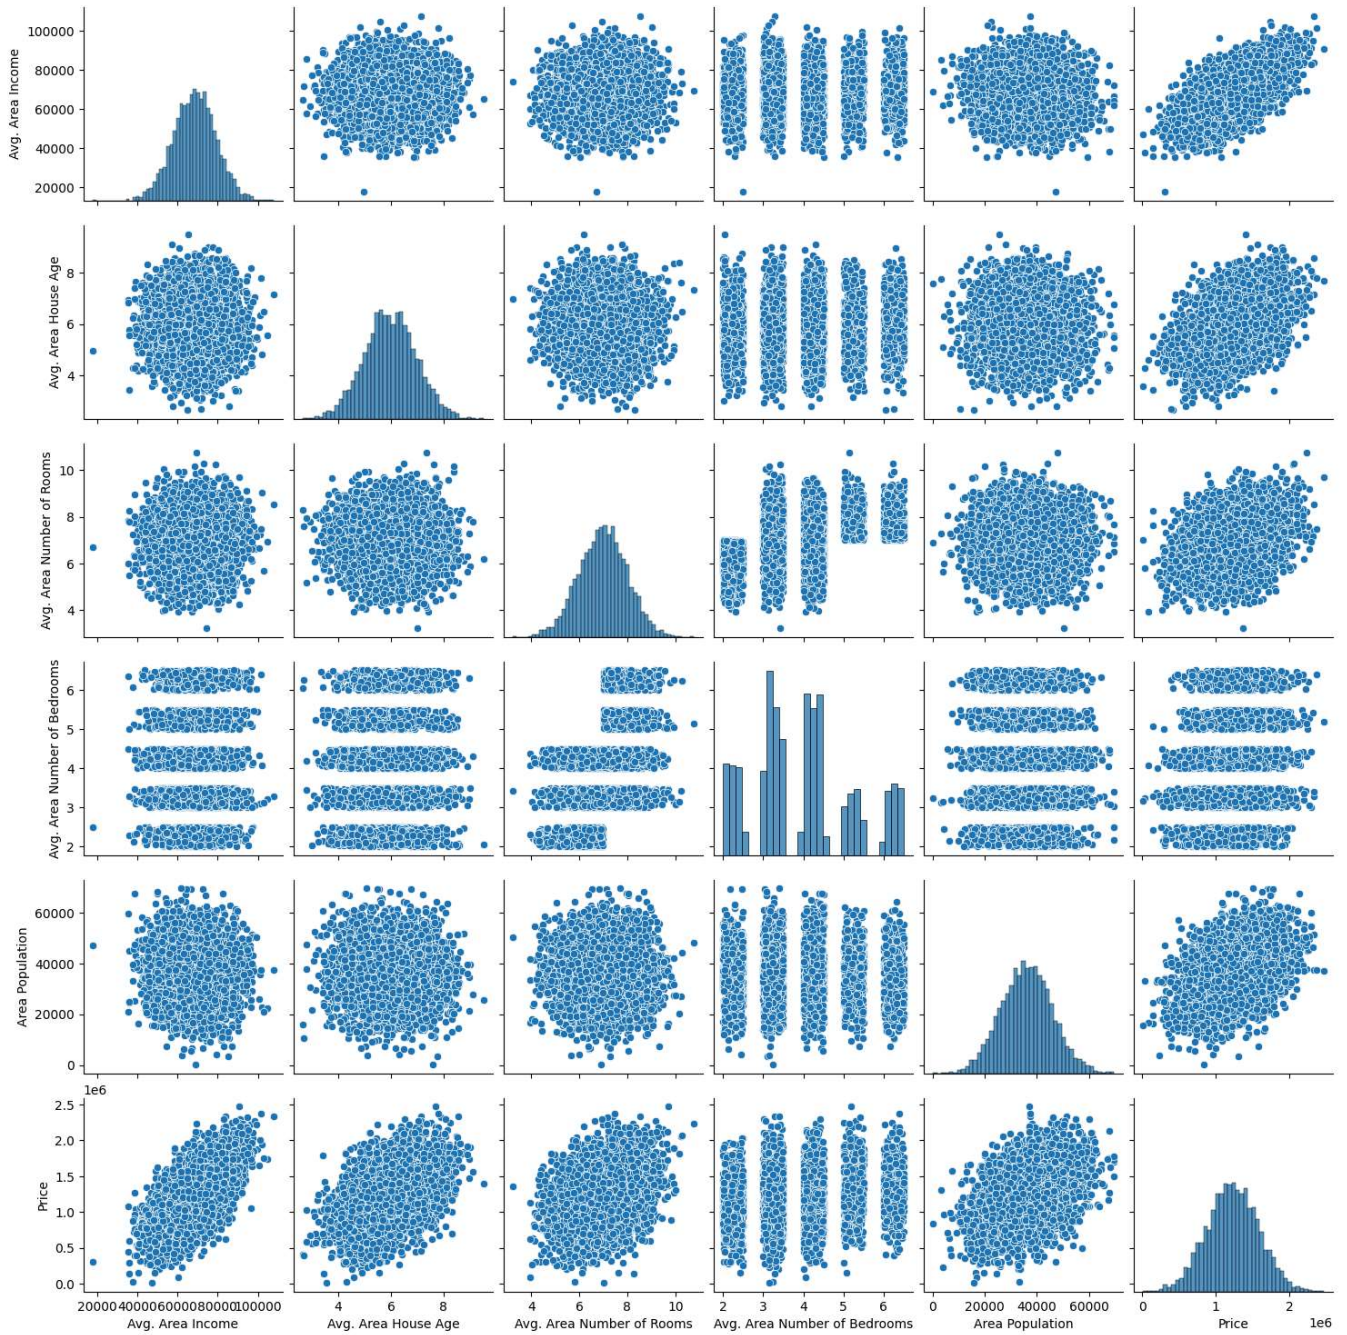 Avg. Area Income
100000
80000
60000
40000
20000
Avg. Area House Age
8
6
4
Avg. Area Number of Rooms
10
8
6
4
Avg. Area Number of Bedrooms
6
5
4
3
2
Area Population
60000
40000
20000
0
1e6
Price
2.5
2.0
1.5
1.0
0.5
0.0
20000 40000 60000 80000 100000
Avg. Area Income
4 6 8
Avg. Area House Age
4 6 8 10
Avg. Area Number of Rooms
2 3 4 5 6
Avg. Area Number of Bedrooms
0 20000 40000 60000
Area Population
0 1 2
1e6
Price